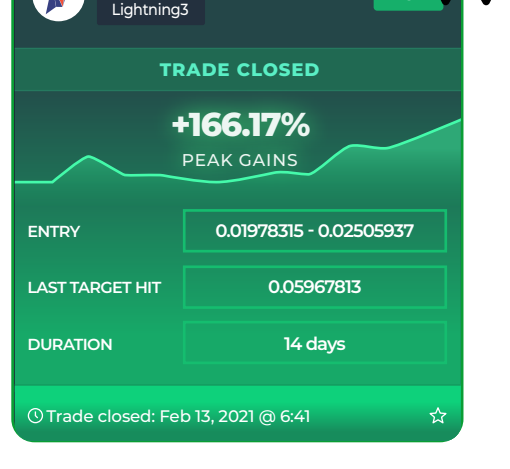 Lightning3
TRADE CLOSED
+166.17%
PEAK GAINS
ENTRY 0.01978315 - 0.02505937
LAST TARGET HIT 0.05967813
DURATION 14 days
Trade closed: Feb 13, 2021 @ 6:41